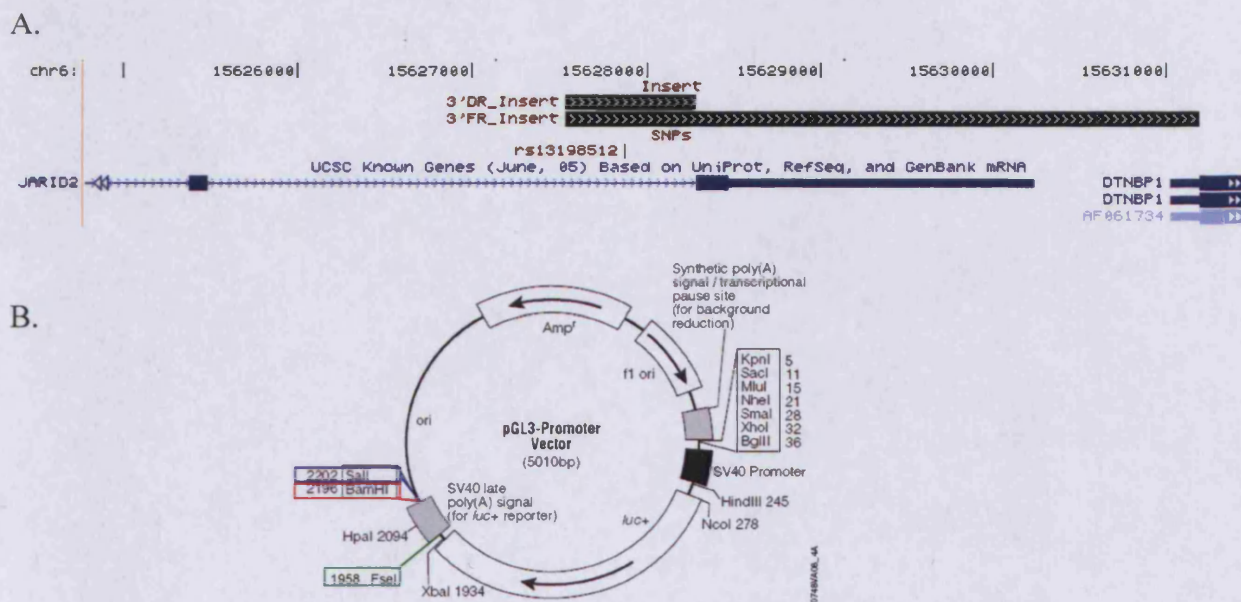 A.
chr6: | 15626000| 15627000| 15628000| 15629000| 15630000| 15631000|
Insert
3'DR_Insert
3'FR_Insert
SNPs
rs13198512
UCSC Known Genes (June, 05) Based on UniProt, RefSeq, and GenBank mRNA
JARID2
DTNBP1
DTNBP1
AF061734
B.
Synthetic poly(A)
signal / transcriptional
pause site
(for background
reduction)
Ampr
f1 ori
KpnI 5
SacI 11
MluI 15
NheI 21
SmaI 28
XhoI 32
BglII 36
ori
pGL3-Promoter
Vector
(5010bp)
SV40 Promoter
2202 SalI
2196 BamHI
SV40 late
poly(A) signal
(for luc+ reporter)
HindIII 245
luc+
NcoI 278
HpaI 2094
1958 FseI
XbaI 1934